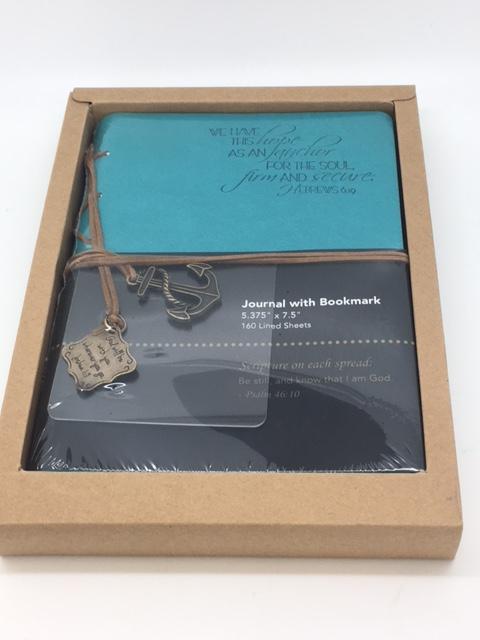 WE HAVE
THIS hope
AS AN anchor
FOR THE SOUL,
firm AND secure.
HEBREWS 6:19
Journal with Bookmark
5.375" x 7.5"
160 Lined Sheets
Scripture on each spread:
Be still, and know that I am God.
- Psalm 46:10